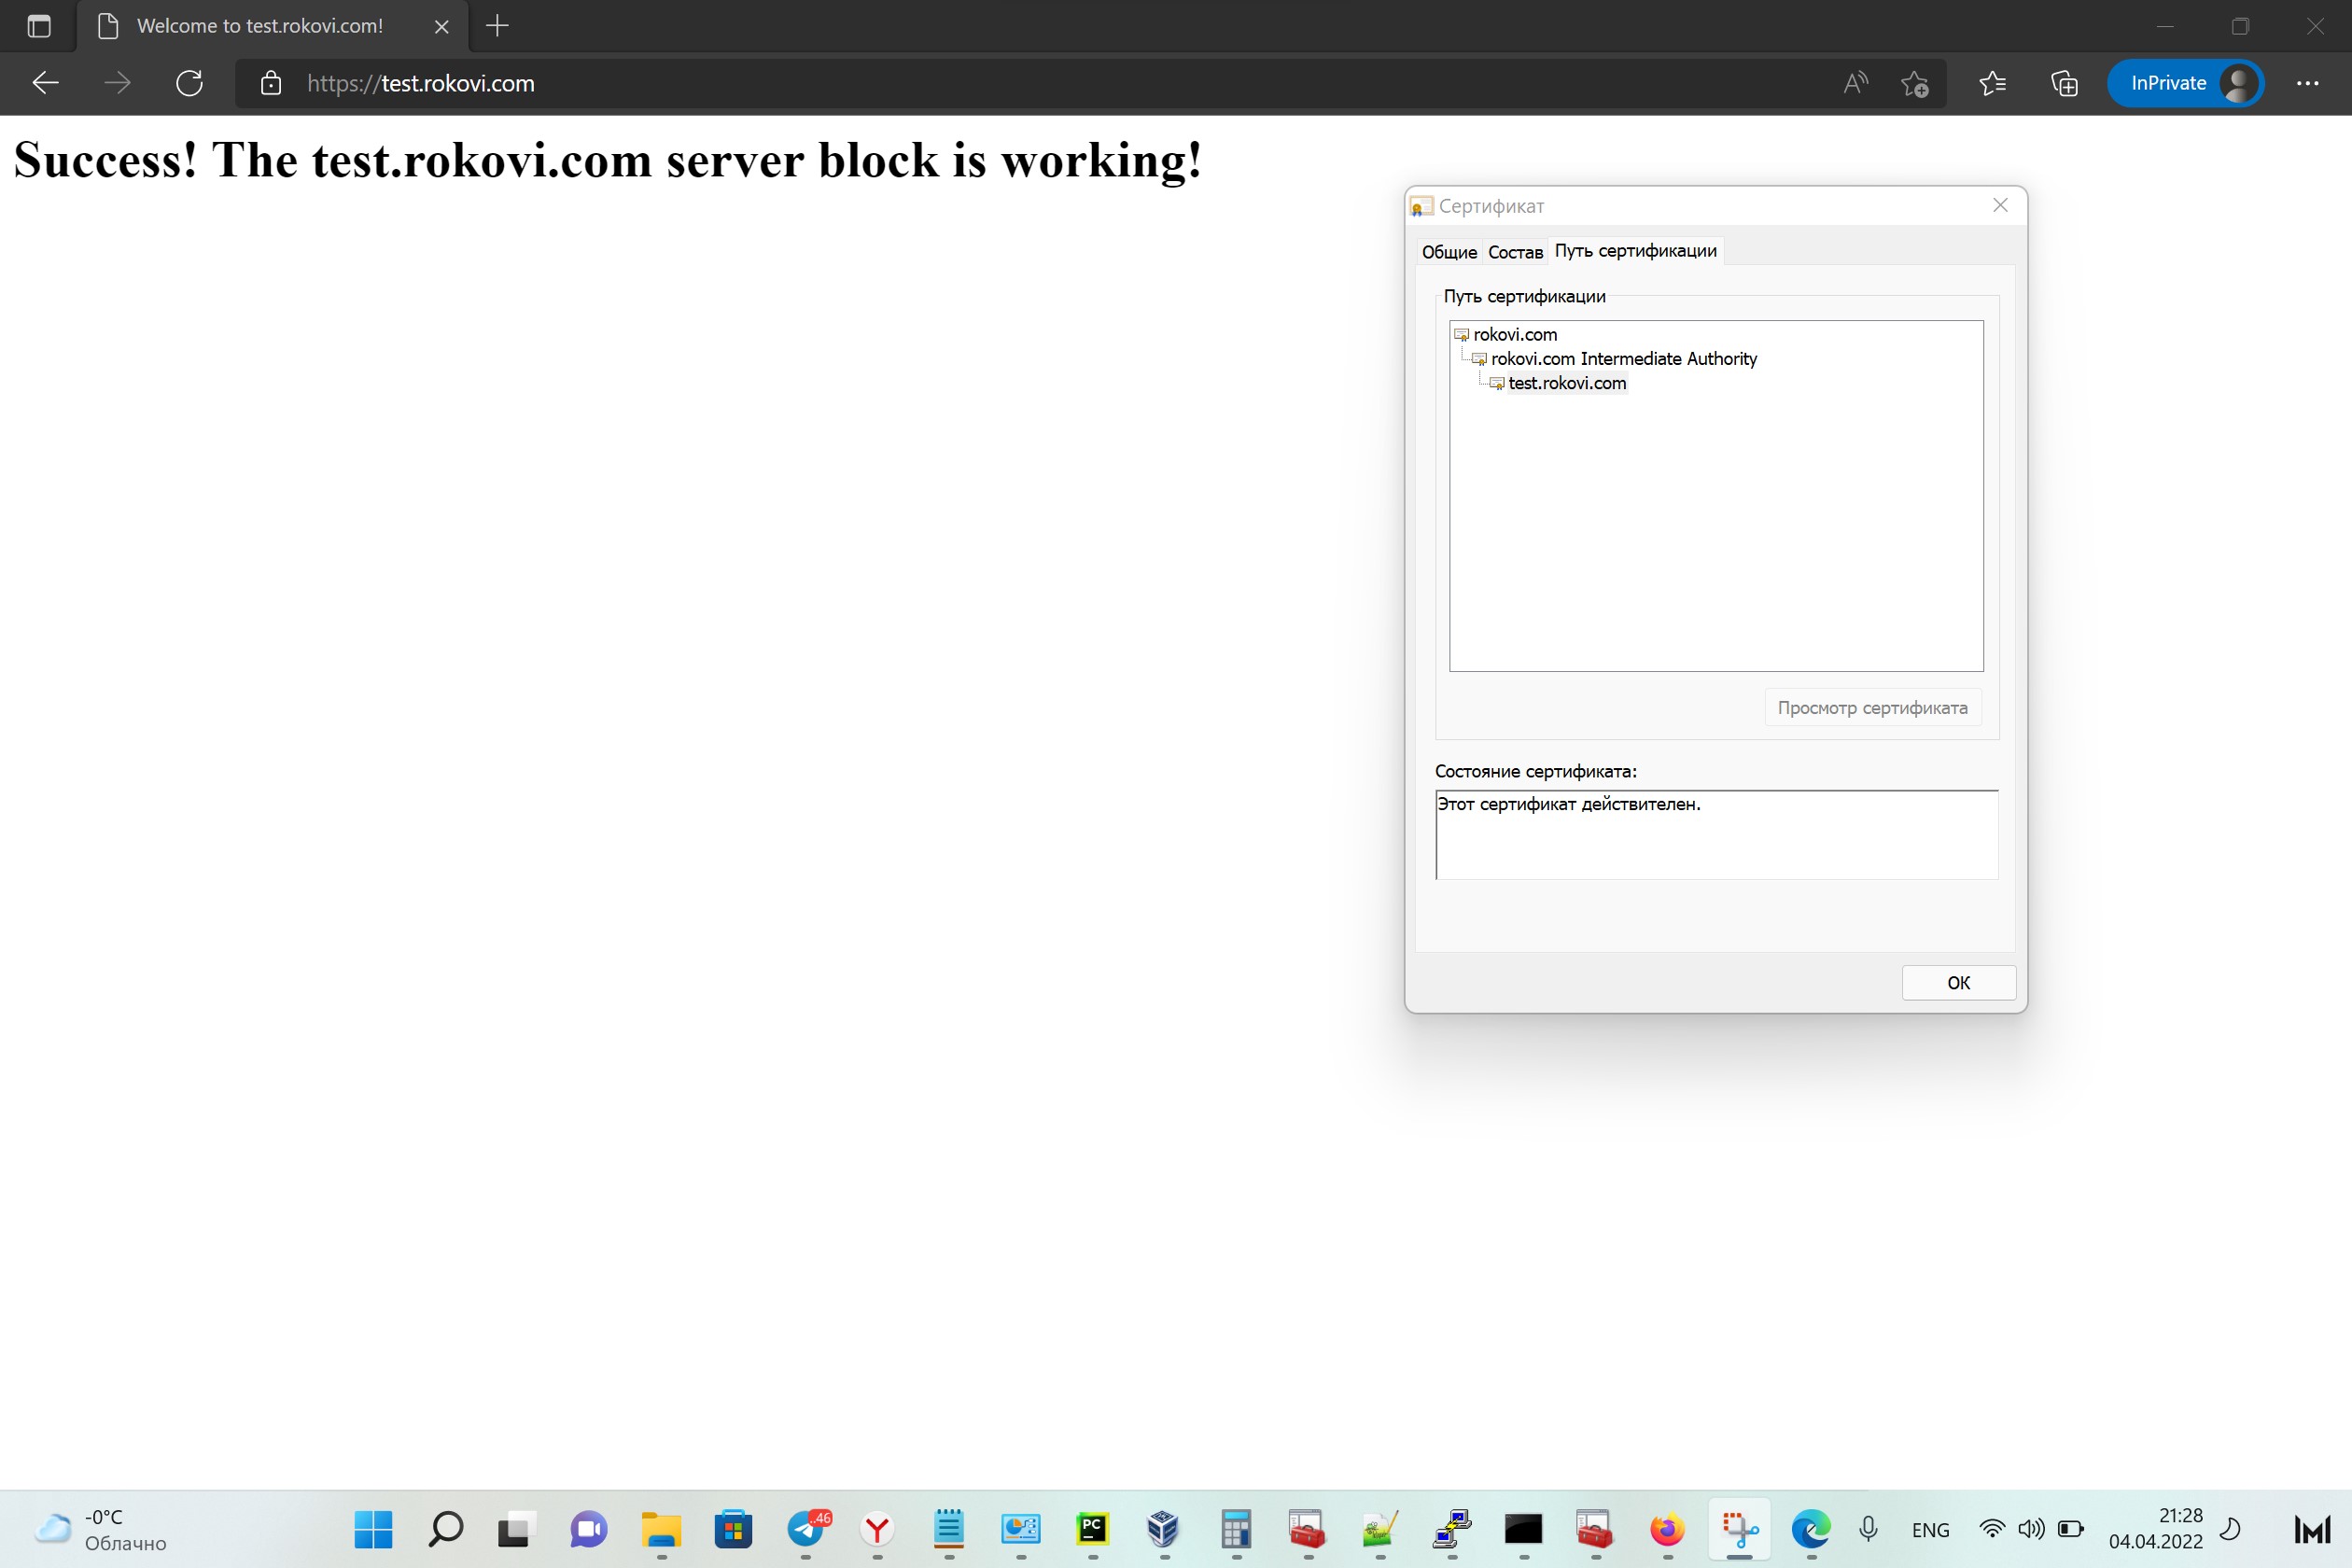 Welcome to test.rokovi.com!
https://test.rokovi.com
InPrivate
Success! The test.rokovi.com server block is working!
Сертификат
Общие Состав Путь сертификации
Путь сертификации
rokovi.com
rokovi.com Intermediate Authority
test.rokovi.com
Просмотр сертификата
Состояние сертификата:
Этот сертификат действителен.
ОК
-0°C
Облачно
..46
PC
ENG
21:28
04.04.2022